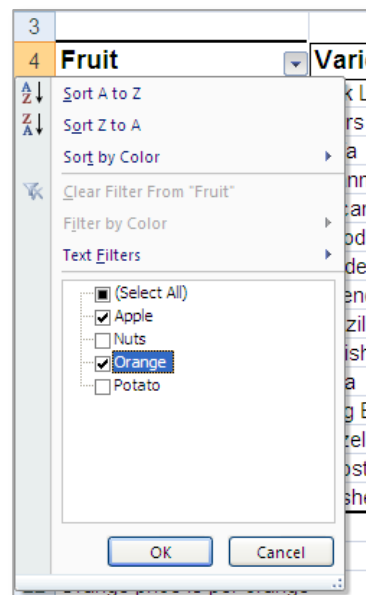 3
4 Fruit Vari
Sort A to Z
Sort Z to A
Sort by Color
Clear Filter From "Fruit"
Filter by Color
Text Filters
(Select All)
Apple
Nuts
Orange
Potato
OK Cancel